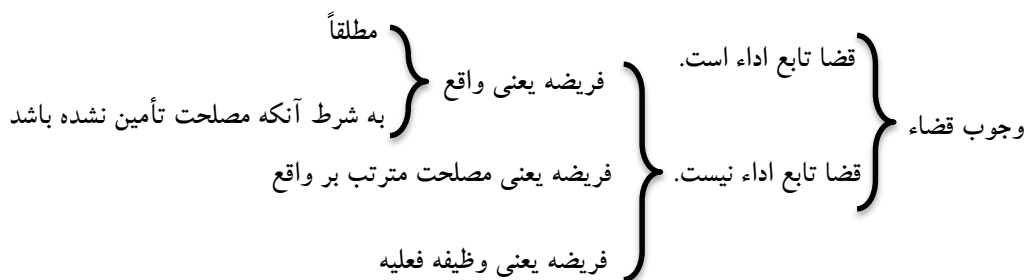 وجوب قضاء
قضا تابع اداء است.
قضا تابع اداء نیست.
فریضه یعنی واقع
مطلقاً
به شرط آنکه مصلحت تأمین نشده باشد
فریضه یعنی مصلحت مترتب بر واقع
فریضه یعنی وظیفه فعلیه